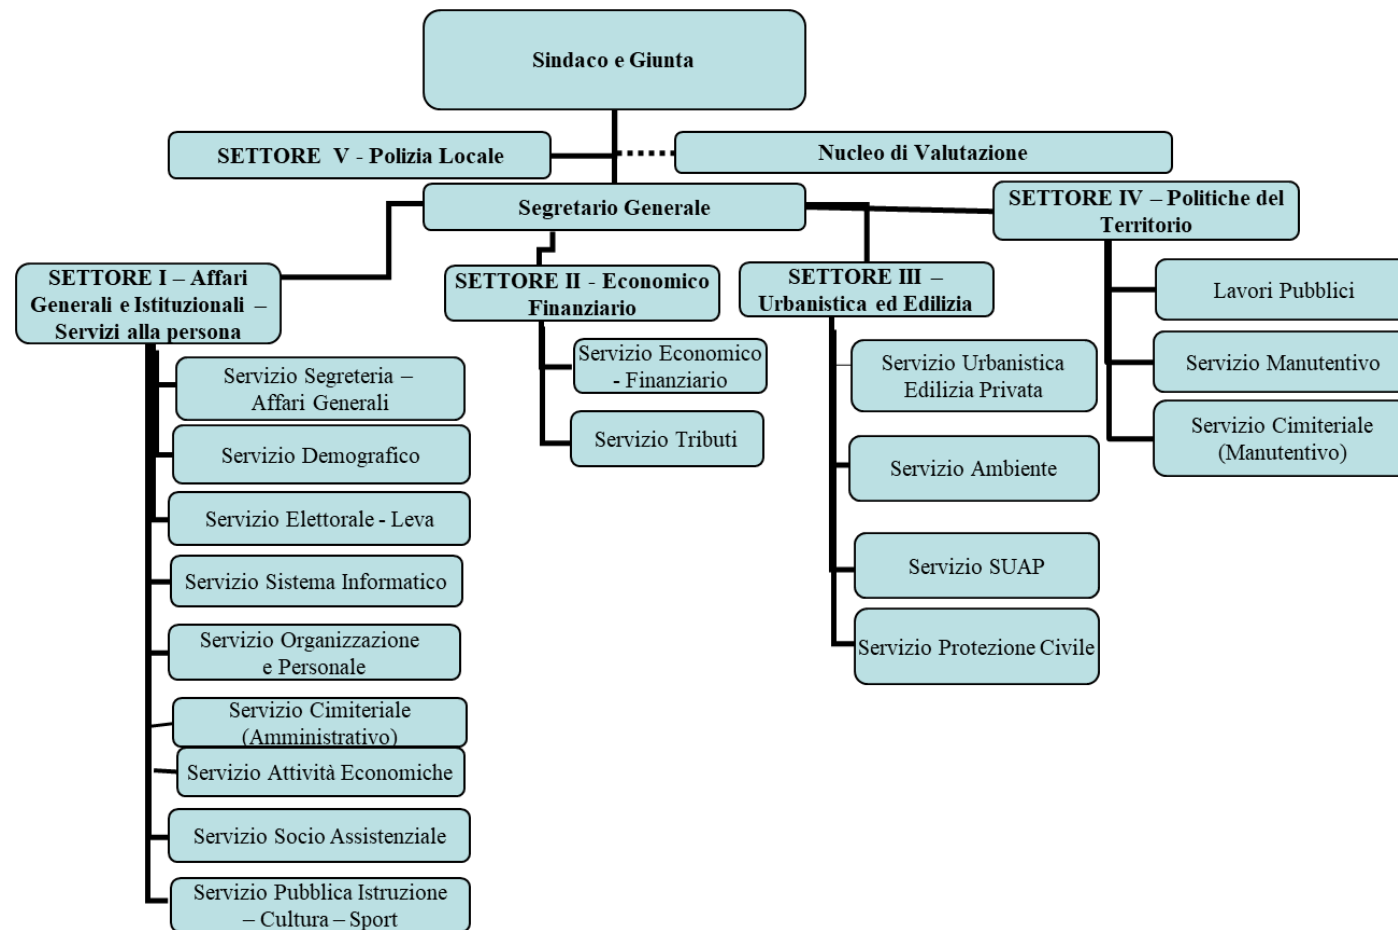 Sindaco e Giunta
SETTORE V - Polizia Locale
Nucleo di Valutazione
Segretario Generale
SETTORE IV – Politiche del
Territorio
SETTORE I – Affari
Generali e Istituzionali –
Servizi alla persona
SETTORE II - Economico
Finanziario
SETTORE III –
Urbanistica ed Edilizia
Lavori Pubblici
Servizio Manutentivo
Servizio Cimiteriale
(Manutentivo)
Servizio Segreteria –
Affari Generali
Servizio Demografico
Servizio Elettorale - Leva
Servizio Sistema Informatico
Servizio Organizzazione
e Personale
Servizio Cimiteriale
(Amministrativo)
Servizio Attività Economiche
Servizio Socio Assistenziale
Servizio Pubblica Istruzione
– Cultura – Sport
Servizio Economico
- Finanziario
Servizio Tributi
Servizio Urbanistica
Edilizia Privata
Servizio Ambiente
Servizio SUAP
Servizio Protezione Civile